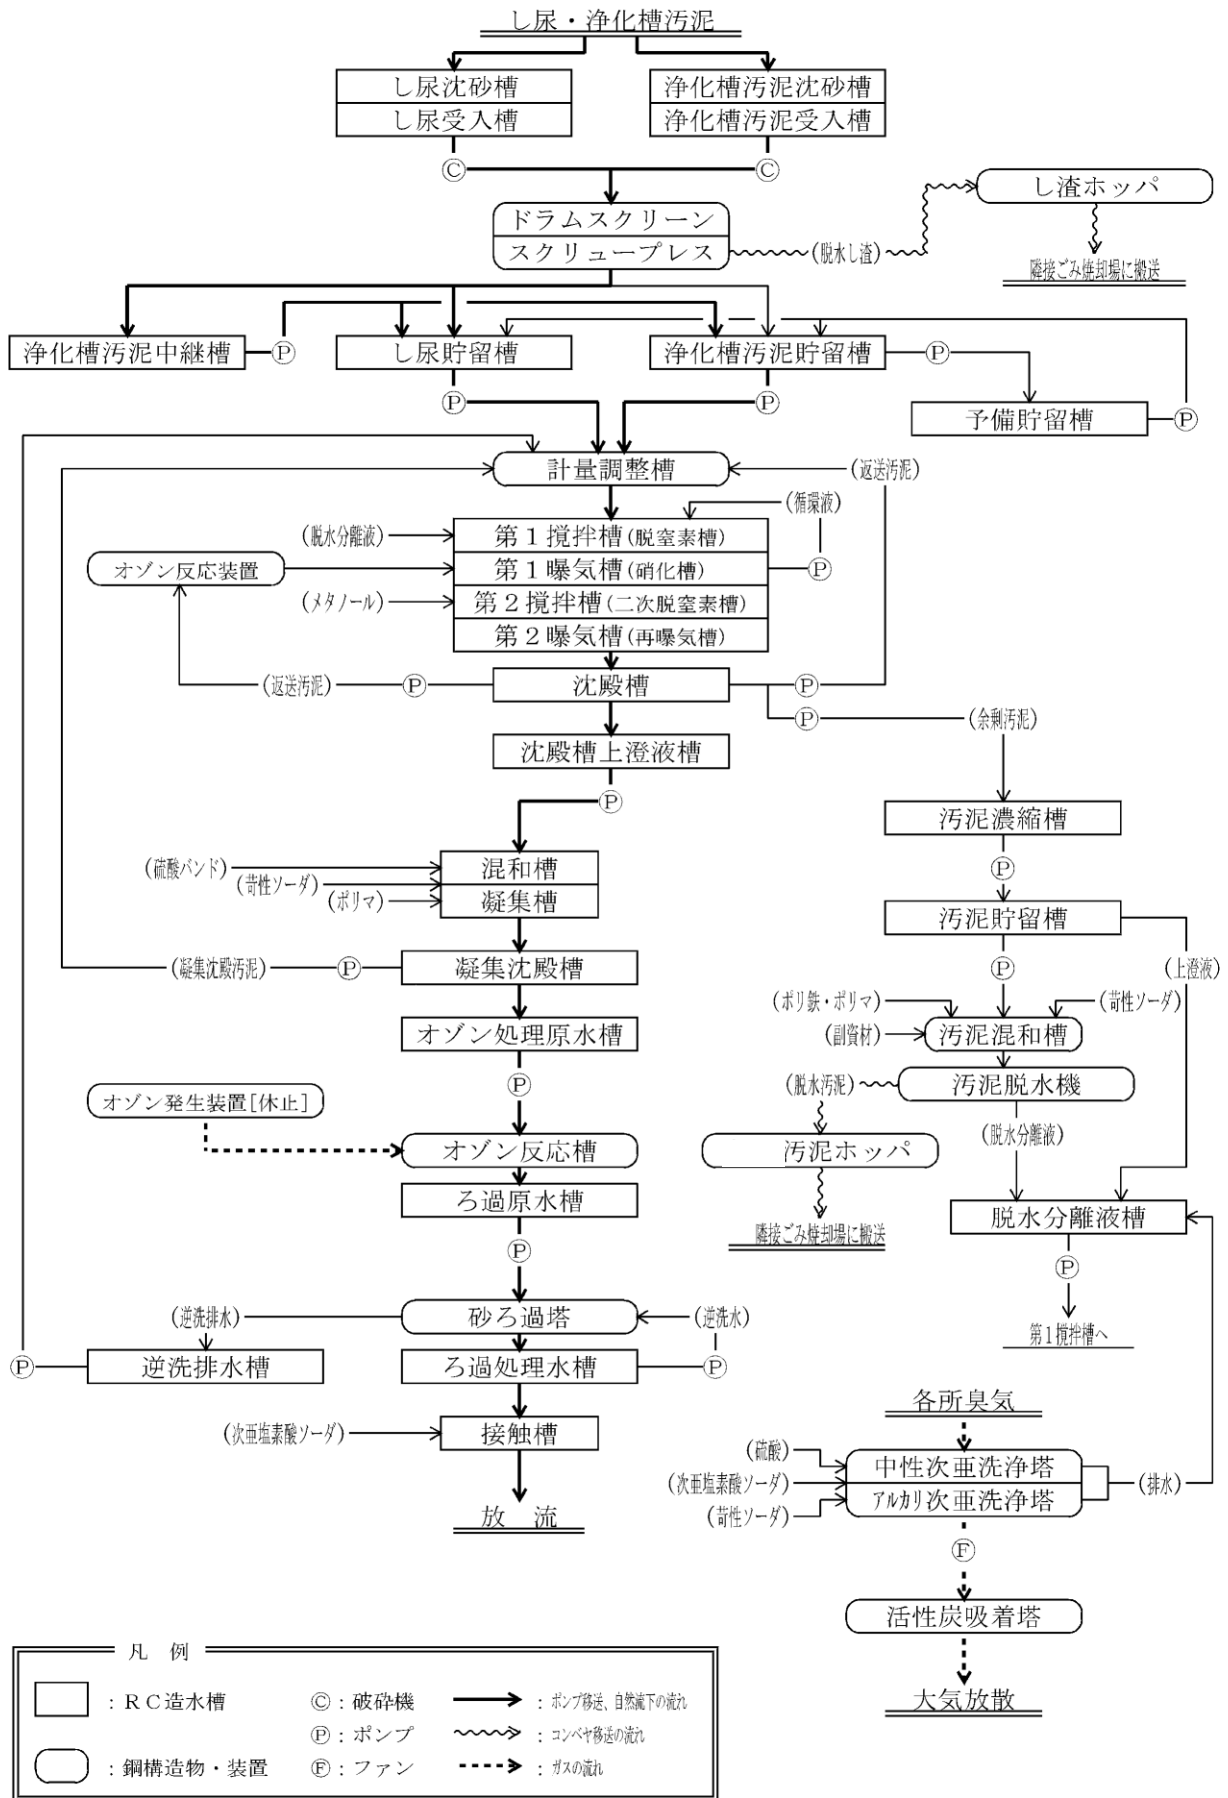 し尿・浄化槽汚泥
し尿沈砂槽
し尿受入槽
浄化槽汚泥沈砂槽
浄化槽汚泥受入槽
Ⓒ
Ⓒ
し渣ホッパ
ドラムスクリーン
スクリュープレス
(脱水し渣)
隣接ごみ焼却場に搬送
浄化槽汚泥中継槽
Ⓟ
し尿貯留槽
浄化槽汚泥貯留槽
Ⓟ
Ⓟ
Ⓟ
予備貯留槽
Ⓟ
計量調整槽
(返送汚泥)
(循環液)
(脱水分離液)
第1撹拌槽(脱窒素槽)
オゾン反応装置
第1曝気槽(硝化槽)
Ⓟ
(メタノール)
第2撹拌槽(二次脱窒素槽)
第2曝気槽(再曝気槽)
(返送汚泥)
Ⓟ
沈殿槽
Ⓟ
Ⓟ
(余剰汚泥)
沈殿槽上澄液槽
Ⓟ
汚泥濃縮槽
(硫酸バンド)
混和槽
(苛性ソーダ)
(ポリマ)
凝集槽
Ⓟ
汚泥貯留槽
(凝集沈殿汚泥)
Ⓟ
凝集沈殿槽
Ⓟ
(上澄液)
(ポリ鉄・ポリマ)
(苛性ソーダ)
オゾン処理原水槽
(副資材)
汚泥混和槽
Ⓟ
(脱水汚泥)
汚泥脱水機
オゾン発生装置[休止]
(脱水分離液)
オゾン反応槽
汚泥ホッパ
ろ過原水槽
脱水分離液槽
隣接ごみ焼却場に搬送
Ⓟ
Ⓟ
(逆洗排水)
砂ろ過塔
(逆洗水)
第1撹拌槽へ
Ⓟ
逆洗排水槽
ろ過処理水槽
Ⓟ
各所臭気
(次亜塩素酸ソーダ)
接触槽
(硫酸)
中性次亜洗浄塔
(次亜塩素酸ソーダ)
(排水)
アルカリ次亜洗浄塔
(苛性ソーダ)
放 流
Ⓕ
活性炭吸着塔
大気放散
凡 例
：RC造水槽
Ⓒ：破砕機
：ポンプ移送、自然流下の流れ
Ⓟ：ポンプ
：コンベヤ移送の流れ
：鋼構造物・装置
Ⓕ：ファン
：ガスの流れ